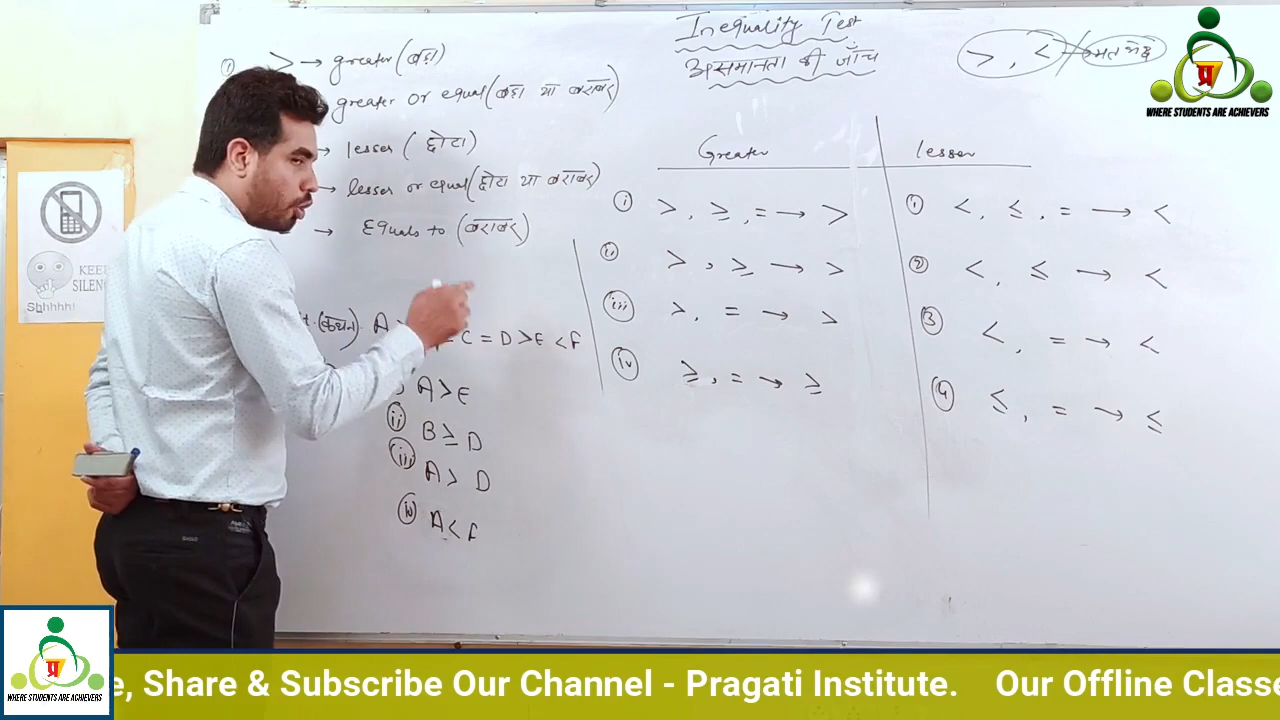 Inequality Test
असमानता की जाँच
① > → greater (बड़ा)
greater or equal (बड़ा या बराबर)
→ lesser (छोटा)
→ lesser or equal (छोटा या बराबर)
→ Equals to (बराबर)
(कथन) A = C = D > E < F
A > E
(ii) B ≥ D
(iii) A > D
(iv) A < F
Greater
(i) >, ≥, = → >
(ii) >, ≥ → >
(iii) >, = → >
(iv) ≥, = → ≥
lesser
① <, ≤, = → <
② <, ≤ → <
③ <, = → <
④ ≤, = → ≤
>, <
KEEP
SILEN
Shhhhh!
WHERE STUDENTS ARE ACHIEVERS
प्र
WHERE STUDENTS ARE ACHIEVERS
प्र
e, Share & Subscribe Our Channel - Pragati Institute. Our Offline Classe